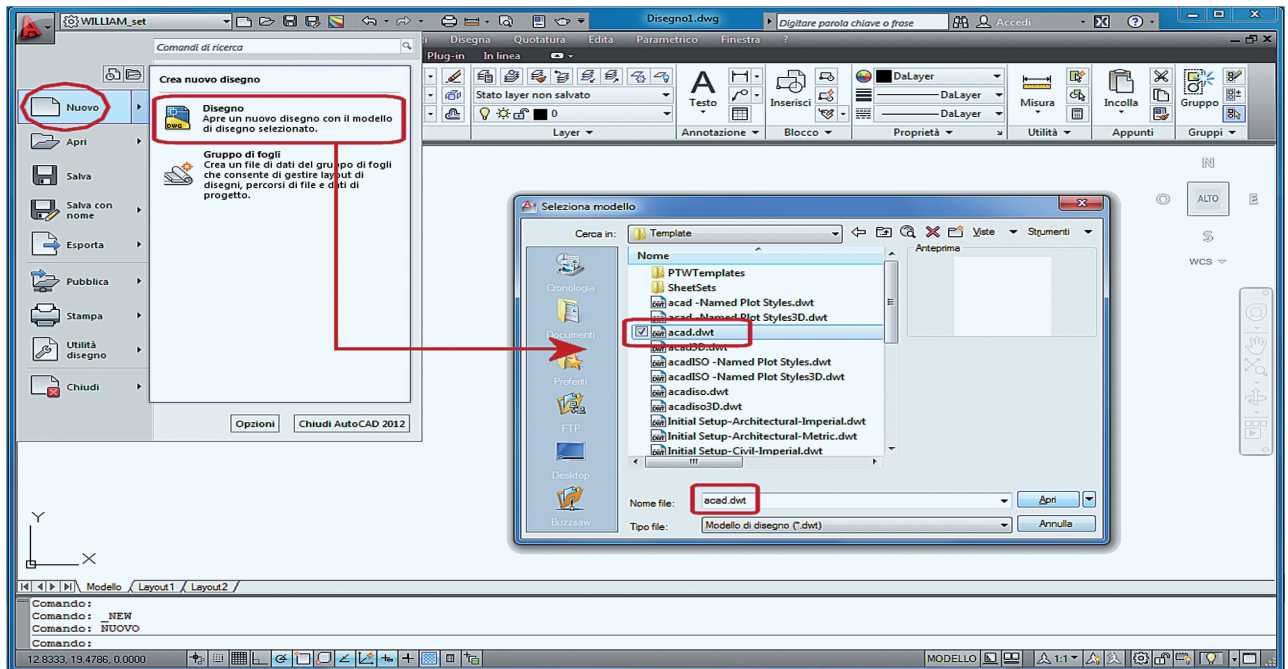 WILLIAM_set
Disegno1.dwg
Digitare parola chiave o frase
Accedi
Disegna Quotatura Edita Parametrico Finestra ?
Plug-in In linea
Comandi di ricerca
Crea nuovo disegno
Nuovo
Apri
Salva
Salva con
nome
Esporta
Pubblica
Stampa
Utilità
disegno
Chiudi
DWG
Disegno
Apre un nuovo disegno con il modello
di disegno selezionato.
Gruppo di fogli
Crea un file di dati del gruppo di fogli
che consente di gestire layout di
disegni, percorsi di file e dati di
progetto.
Opzioni
Chiudi AutoCAD 2012
Stato layer non salvato
0
Layer
A
Testo
Annotazione
Inserisci
Blocco
DaLayer
DaLayer
DaLayer
Proprietà
Misura
Utilità
Incolla
Appunti
Gruppo
Gruppi
N
O
ALTO
E
S
WCS
Seleziona modello
Cerca in:
Template
Viste
Strumenti
Cronologia
Documenti
Preferiti
FTP
Desktop
Buzzsaw
Nome
PTWTemplates
SheetSets
acad -Named Plot Styles.dwt
acad -Named Plot Styles3D.dwt
acad.dwt
acad3D.dwt
acadISO -Named Plot Styles.dwt
acadISO -Named Plot Styles3D.dwt
acadiso.dwt
acadiso3D.dwt
Initial Setup-Architectural-Imperial.dwt
Initial Setup-Architectural-Metric.dwt
Initial Setup-Civil-Imperial.dwt
Anteprima
Nome file:
acad.dwt
Apri
Tipo file:
Modello di disegno (*.dwt)
Annulla
Y
X
Modello Layout1 Layout2
Comando:
Comando: _NEW
Comando: NUOVO
Comando:
12.8333, 19.4786, 0.0000
MODELLO
1:1